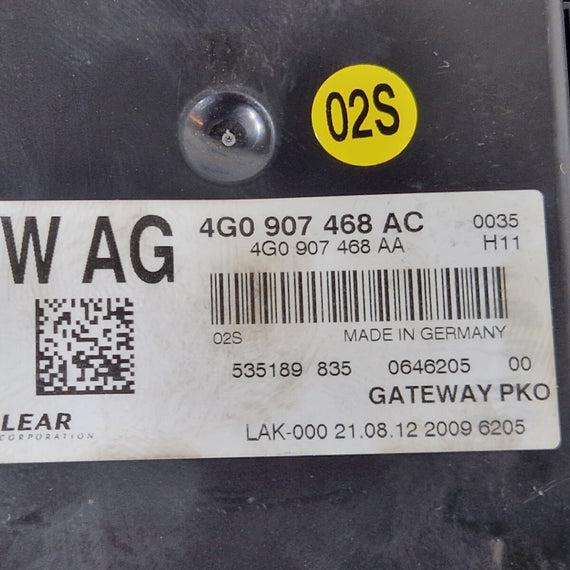 02S
W AG
4G0 907 468 AC 0035
4G0 907 468 AA H11
02S MADE IN GERMANY
535189 835 0646205 00
GATEWAY PKO
LEAR
CORPORATION
LAK-000 21.08.12 2009 6205